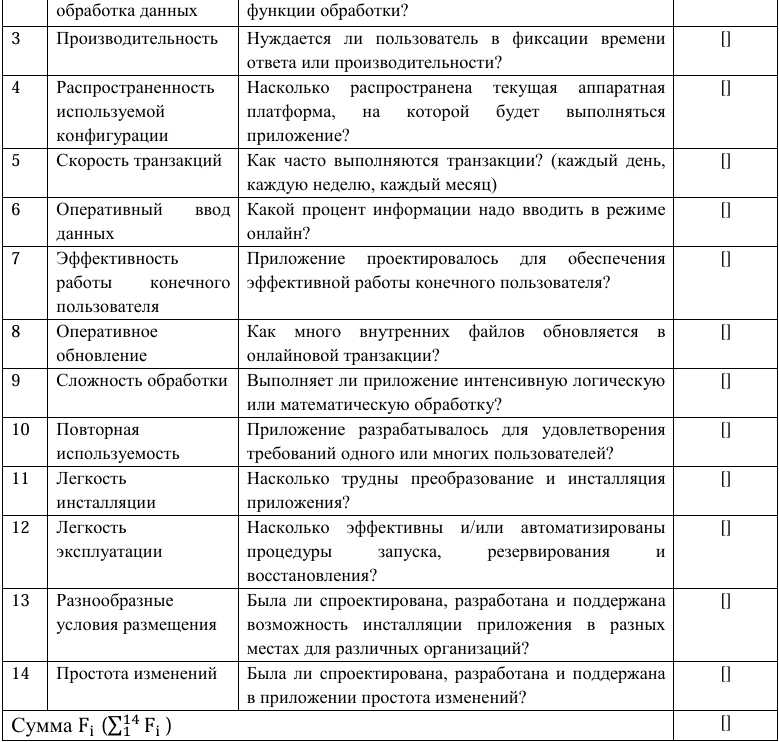 обработка данных функции обработки?
3 Производительность Нуждается ли пользователь в фиксации времени []
ответа или производительности?
4 Распространенность Насколько распространена текущая аппаратная []
используемой платформа, на которой будет выполняться
конфигурации приложение?
5 Скорость транзакций Как часто выполняются транзакции? (каждый день, []
каждую неделю, каждый месяц)
6 Оперативный ввод Какой процент информации надо вводить в режиме []
данных онлайн?
7 Эффективность Приложение проектировалось для обеспечения []
работы конечного эффективной работы конечного пользователя?
пользователя
8 Оперативное Как много внутренних файлов обновляется в []
обновление онлайновой транзакции?
9 Сложность обработки Выполняет ли приложение интенсивную логическую []
или математическую обработку?
10 Повторная Приложение разрабатывалось для удовлетворения []
используемость требований одного или многих пользователей?
11 Легкость Насколько трудны преобразование и инсталляция []
инсталляции приложения?
12 Легкость Насколько эффективны и/или автоматизированы []
эксплуатации процедуры запуска, резервирования и
восстановления?
13 Разнообразные Была ли спроектирована, разработана и поддержана []
условия размещения возможность инсталляции приложения в разных
местах для различных организаций?
14 Простота изменений Была ли спроектирована, разработана и поддержана []
в приложении простота изменений?
Сумма Fᵢ (∑₁¹⁴ Fᵢ ) []